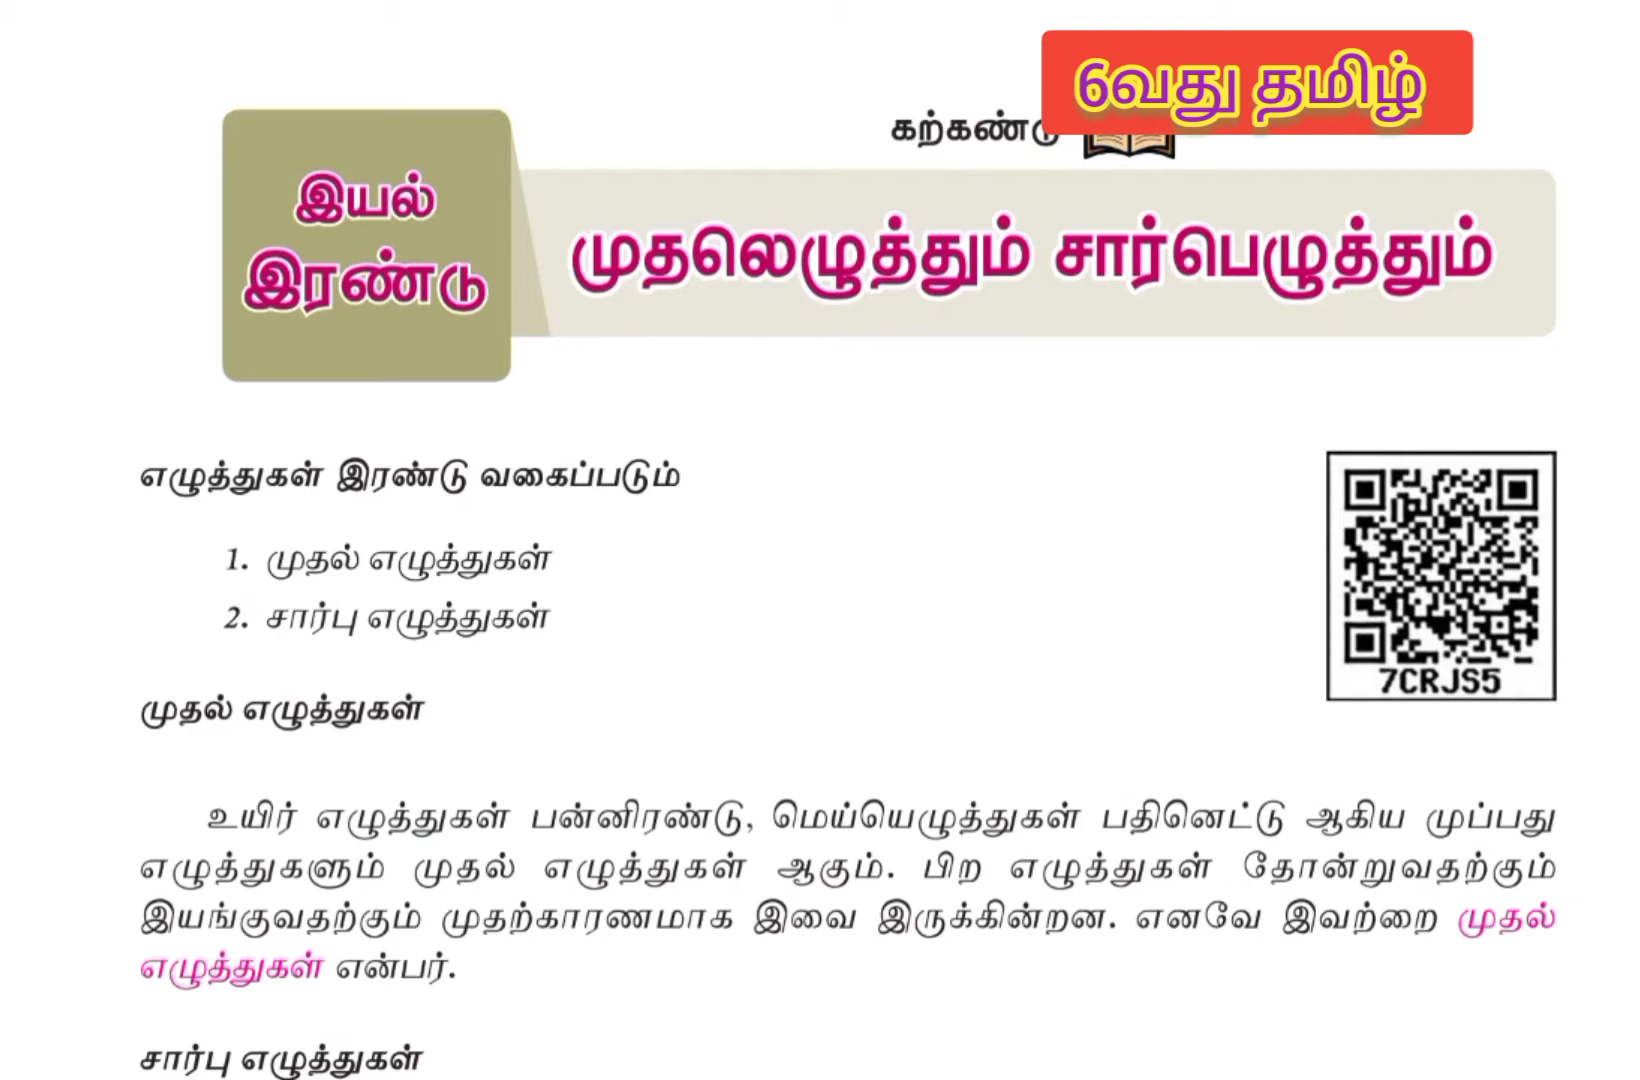 6வது தமிழ்
கற்கண்டு
இயல்
இரண்டு
முதலெழுத்தும் சார்பெழுத்தும்
எழுத்துகள் இரண்டு வகைப்படும்
1. முதல் எழுத்துகள்
2. சார்பு எழுத்துகள்
7CRJS5
முதல் எழுத்துகள்
உயிர் எழுத்துகள் பன்னிரண்டு, மெய்யெழுத்துகள் பதினெட்டு ஆகிய முப்பது
எழுத்துகளும் முதல் எழுத்துகள் ஆகும். பிற எழுத்துகள் தோன்றுவதற்கும்
இயங்குவதற்கும் முதற்காரணமாக இவை இருக்கின்றன. எனவே இவற்றை முதல்
எழுத்துகள் என்பர்.
சார்பு எழுத்துகள்